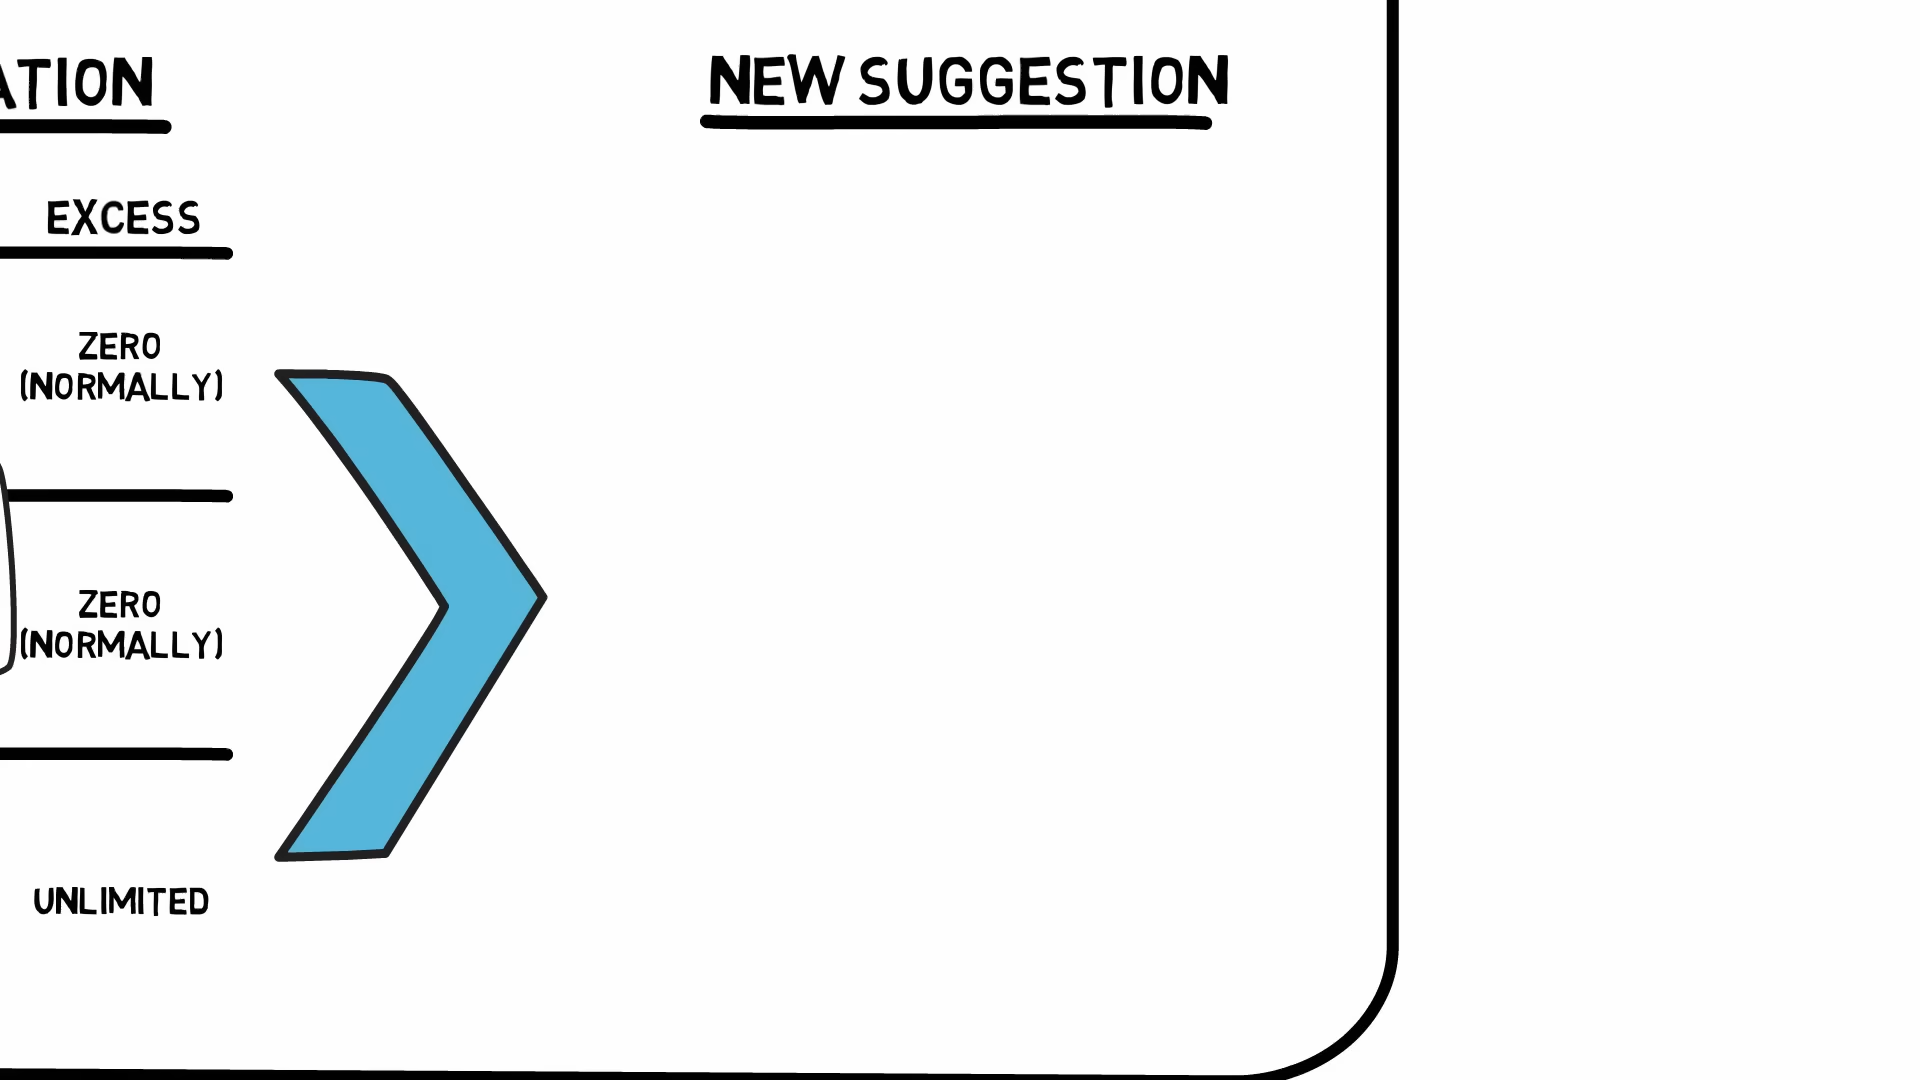 ATION
NEW SUGGESTION
EXCESS
ZERO
(NORMALLY)
ZERO
(NORMALLY)
UNLIMITED